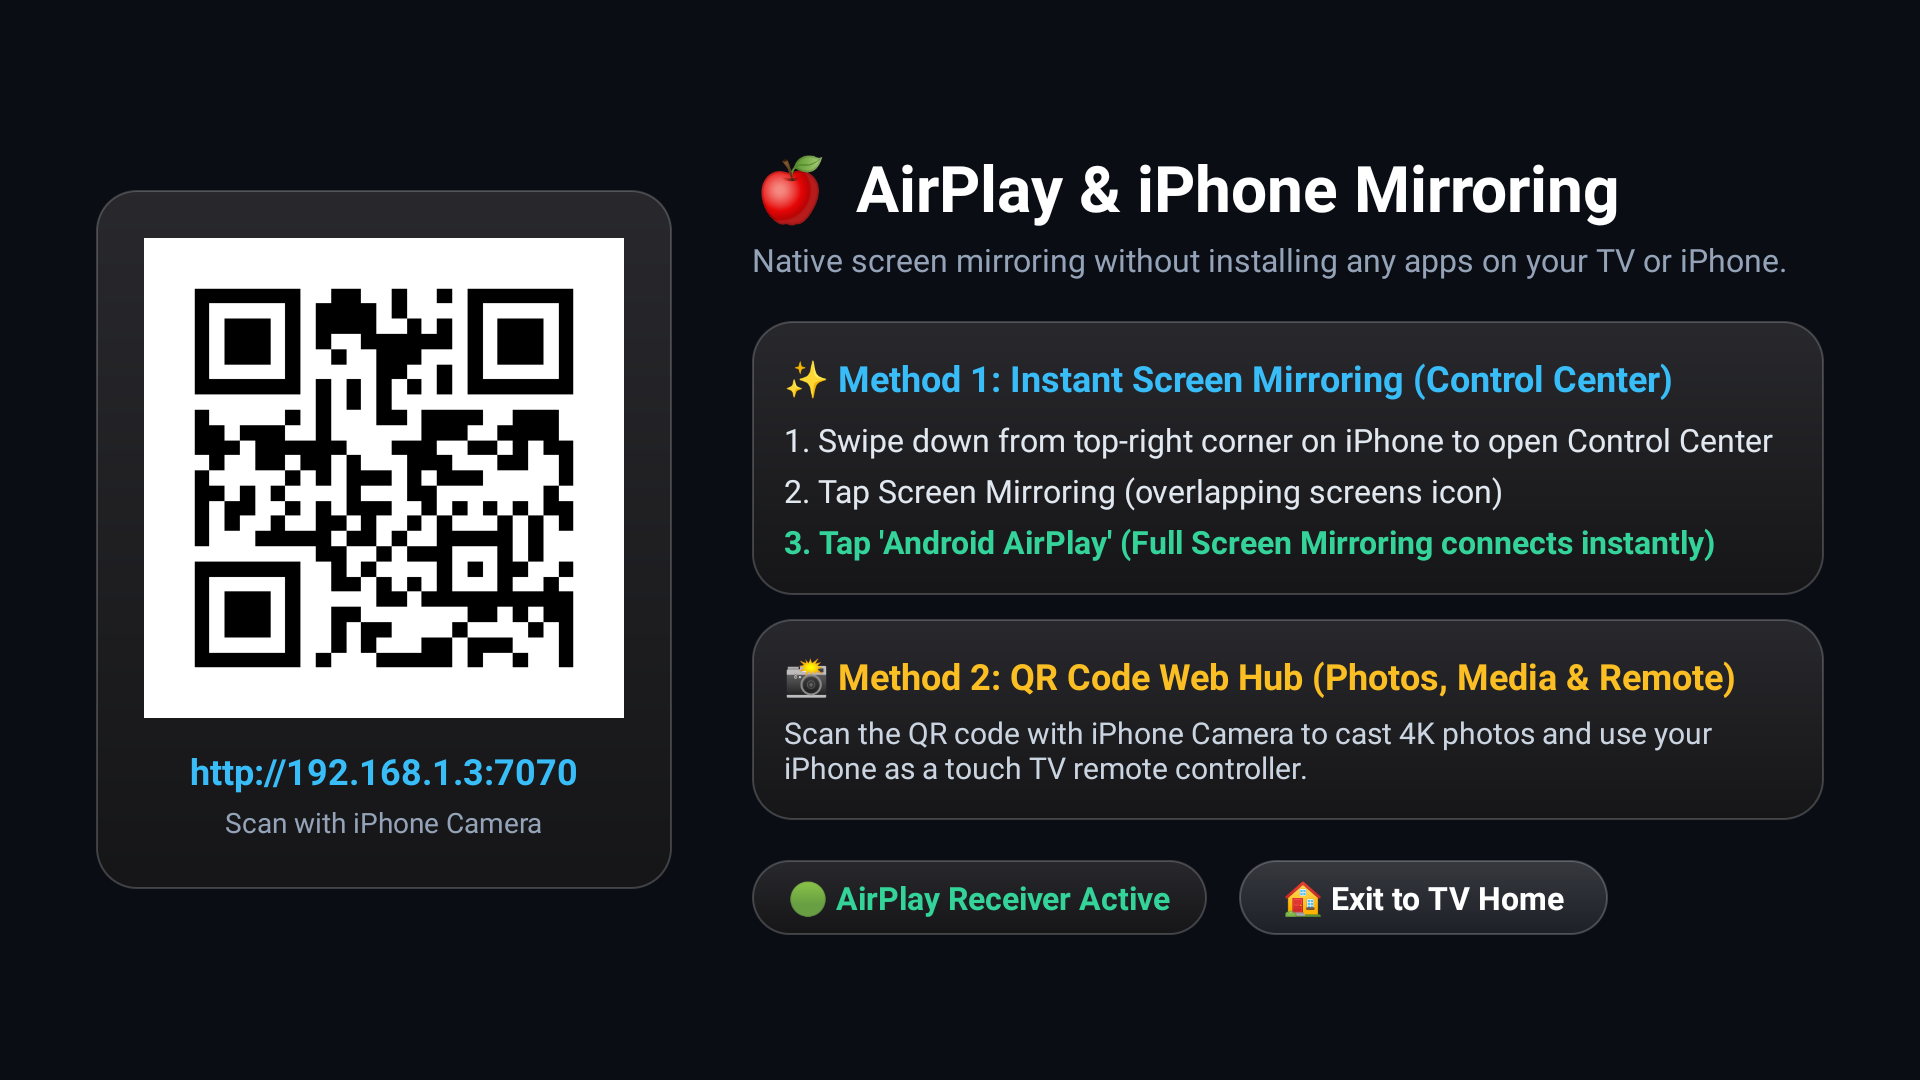 AirPlay & iPhone Mirroring
Native screen mirroring without installing any apps on your TV or iPhone.
Method 1: Instant Screen Mirroring (Control Center)
1. Swipe down from top-right corner on iPhone to open Control Center
2. Tap Screen Mirroring (overlapping screens icon)
3. Tap 'Android AirPlay' (Full Screen Mirroring connects instantly)
Method 2: QR Code Web Hub (Photos, Media & Remote)
Scan the QR code with iPhone Camera to cast 4K photos and use your
iPhone as a touch TV remote controller.
AirPlay Receiver Active
Exit to TV Home
http://192.168.1.3:7070
Scan with iPhone Camera